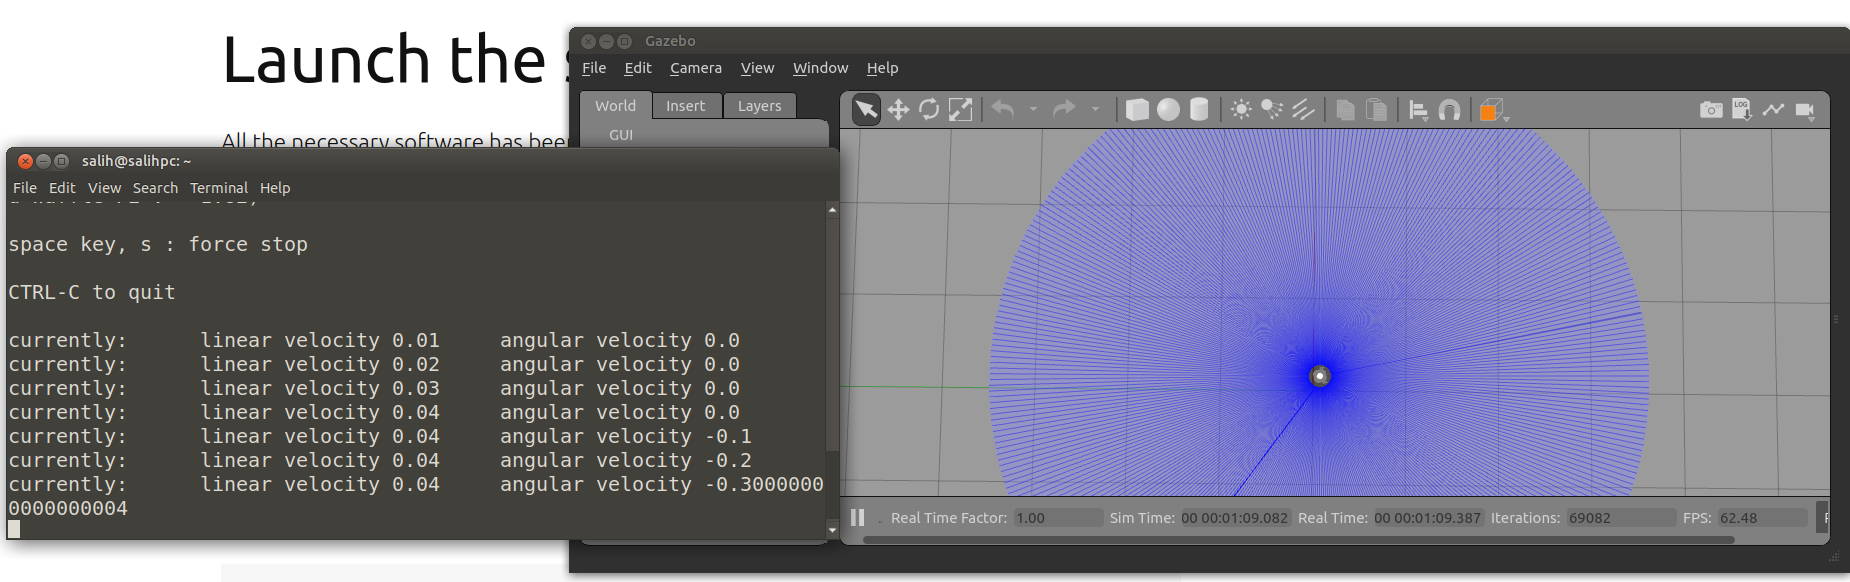 Launch the
All the necessary software has been
Gazebo
File Edit Camera View Window Help
World Insert Layers
GUI
salih@salihpc: ~
File Edit View Search Terminal Help
space key, s : force stop
CTRL-C to quit
currently: linear velocity 0.01 angular velocity 0.0
currently: linear velocity 0.02 angular velocity 0.0
currently: linear velocity 0.03 angular velocity 0.0
currently: linear velocity 0.04 angular velocity 0.0
currently: linear velocity 0.04 angular velocity -0.1
currently: linear velocity 0.04 angular velocity -0.2
currently: linear velocity 0.04 angular velocity -0.3000000
0000000004
LOG
Real Time Factor: 1.00 Sim Time: 00 00:01:09.082 Real Time: 00 00:01:09.387 Iterations: 69082 FPS: 62.48